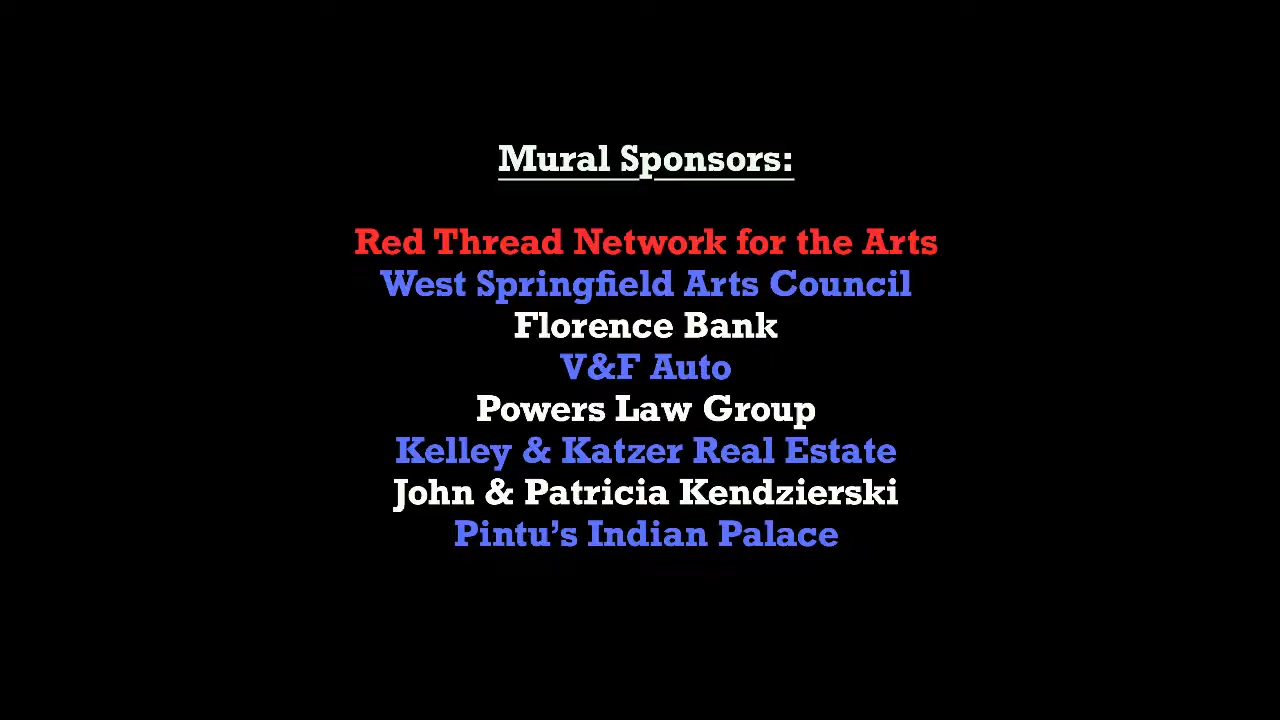 Mural Sponsors:
Red Thread Network for the Arts
West Springfield Arts Council
Florence Bank
V&F Auto
Powers Law Group
Kelley & Katzer Real Estate
John & Patricia Kendzierski
Pintu’s Indian Palace